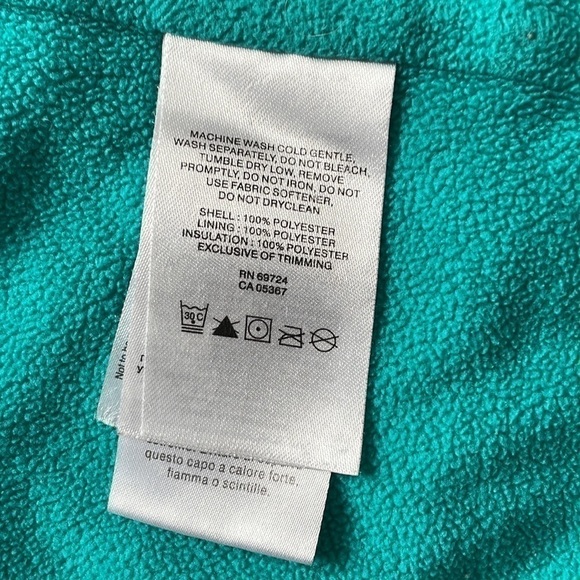 MACHINE WASH COLD GENTLE,
WASH SEPARATELY, DO NOT BLEACH,
TUMBLE DRY LOW, REMOVE
PROMPTLY, DO NOT IRON, DO NOT
USE FABRIC SOFTENER,
DO NOT DRYCLEAN
SHELL : 100% POLYESTER
LINING : 100% POLYESTER
INSULATION : 100% POLYESTER
EXCLUSIVE OF TRIMMING
RN 69724
CA 05367
30 C
Not to
questo capo a calore forte,
fiamma o scintille.